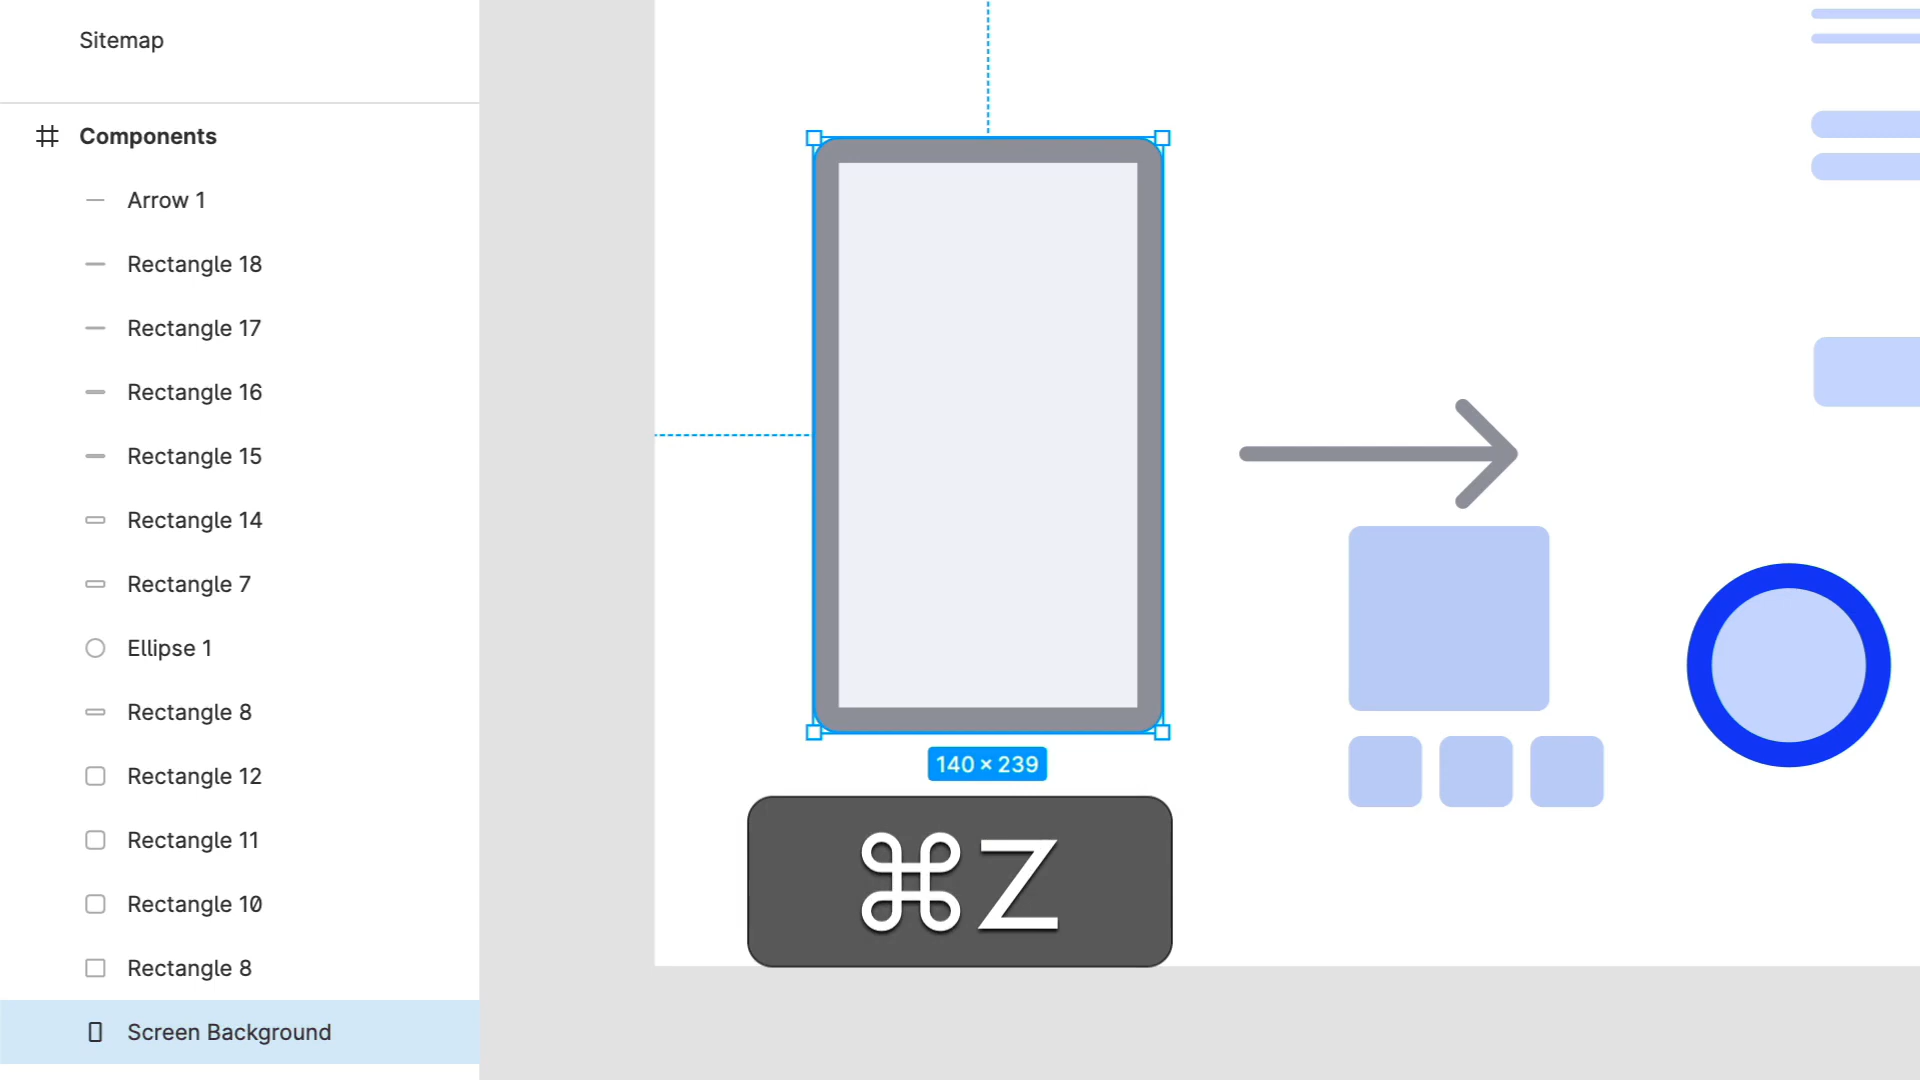 Sitemap
Components
Arrow 1
Rectangle 18
Rectangle 17
Rectangle 16
Rectangle 15
Rectangle 14
Rectangle 7
Ellipse 1
Rectangle 8
Rectangle 12
Rectangle 11
Rectangle 10
Rectangle 8
Screen Background
140 × 239
⌘Z